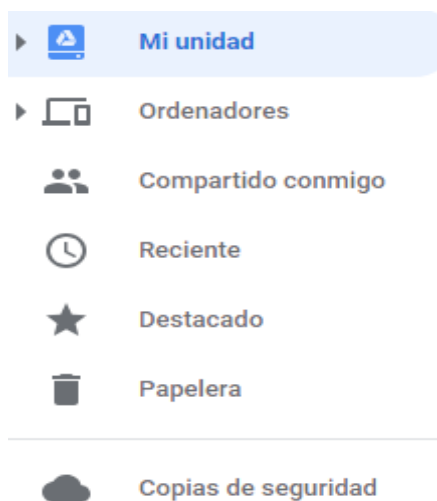 Mi unidad
Ordenadores
Compartido conmigo
Reciente
Destacado
Papelera
Copias de seguridad